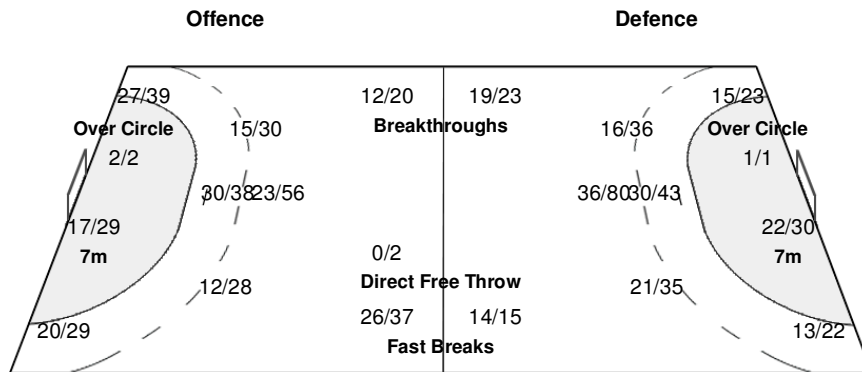 Offence Defence
27/39 12/20 19/23 15/23
Over Circle 15/30 Breakthroughs 16/36 Over Circle
2/2 1/1
30/38 23/56 36/80 30/43
17/29 22/30
7m 0/2 7m
Direct Free Throw
12/28 21/35
20/29 26/37 14/15 13/22
Fast Breaks